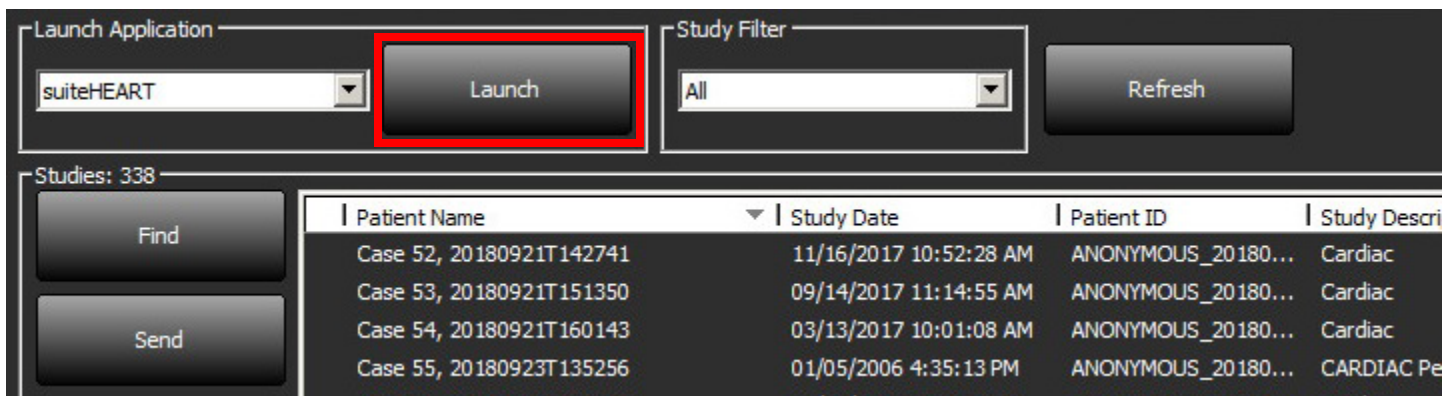 Launch Application
suiteHEART
Launch
Study Filter
All
Refresh
Studies: 338
Find
Send
Patient Name Study Date Patient ID Study Descri
Case 52, 20180921T142741 11/16/2017 10:52:28 AM ANONYMOUS_20180... Cardiac
Case 53, 20180921T151350 09/14/2017 11:14:55 AM ANONYMOUS_20180... Cardiac
Case 54, 20180921T160143 03/13/2017 10:01:08 AM ANONYMOUS_20180... Cardiac
Case 55, 20180923T135256 01/05/2006 4:35:13 PM ANONYMOUS_20180... CARDIAC Pe